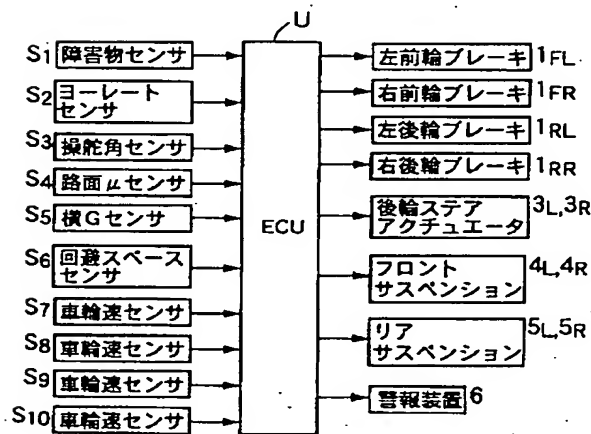 U
S1 障害物センサ
S2 ヨーレート
センサ
S3 操舵角センサ
S4 路面μセンサ
S5 横Gセンサ
S6 回避スペース
センサ
S7 車輪速センサ
S8 車輪速センサ
S9 車輪速センサ
S10 車輪速センサ
ECU
左前輪ブレーキ 1FL
右前輪ブレーキ 1FR
左後輪ブレーキ 1RL
右後輪ブレーキ 1RR
後輪ステア 3L,3R
アクチュエータ
フロント 4L,4R
サスペンション
リア 5L,5R
サスペンション
警報装置 6